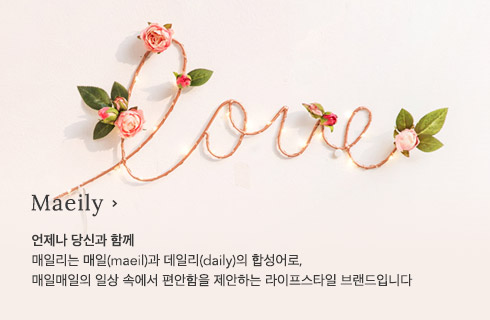 love
Maeily >
언제나 당신과 함께
매일리는 매일(maeil)과 데일리(daily)의 합성어로,
매일매일의 일상 속에서 편안함을 제안하는 라이프스타일 브랜드입니다